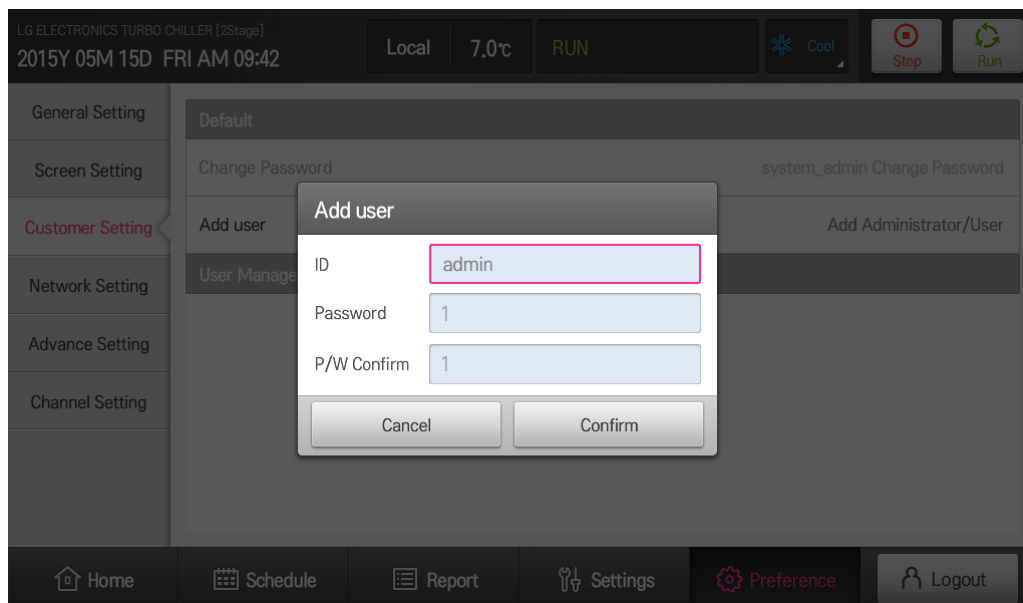 LG ELECTRONICS TURBO CHILLER [2Stage]
2015Y 05M 15D FRI AM 09:42
Local 7.0℃ RUN Cool Stop Run
General Setting
Screen Setting
Customer Setting
Network Setting
Advance Setting
Channel Setting
Default
Change Password system_admin Change Password
Add user Add Administrator/User
User Manage
Add user
ID admin
Password 1
P/W Confirm 1
Cancel Confirm
Home Schedule Report Settings Preference Logout